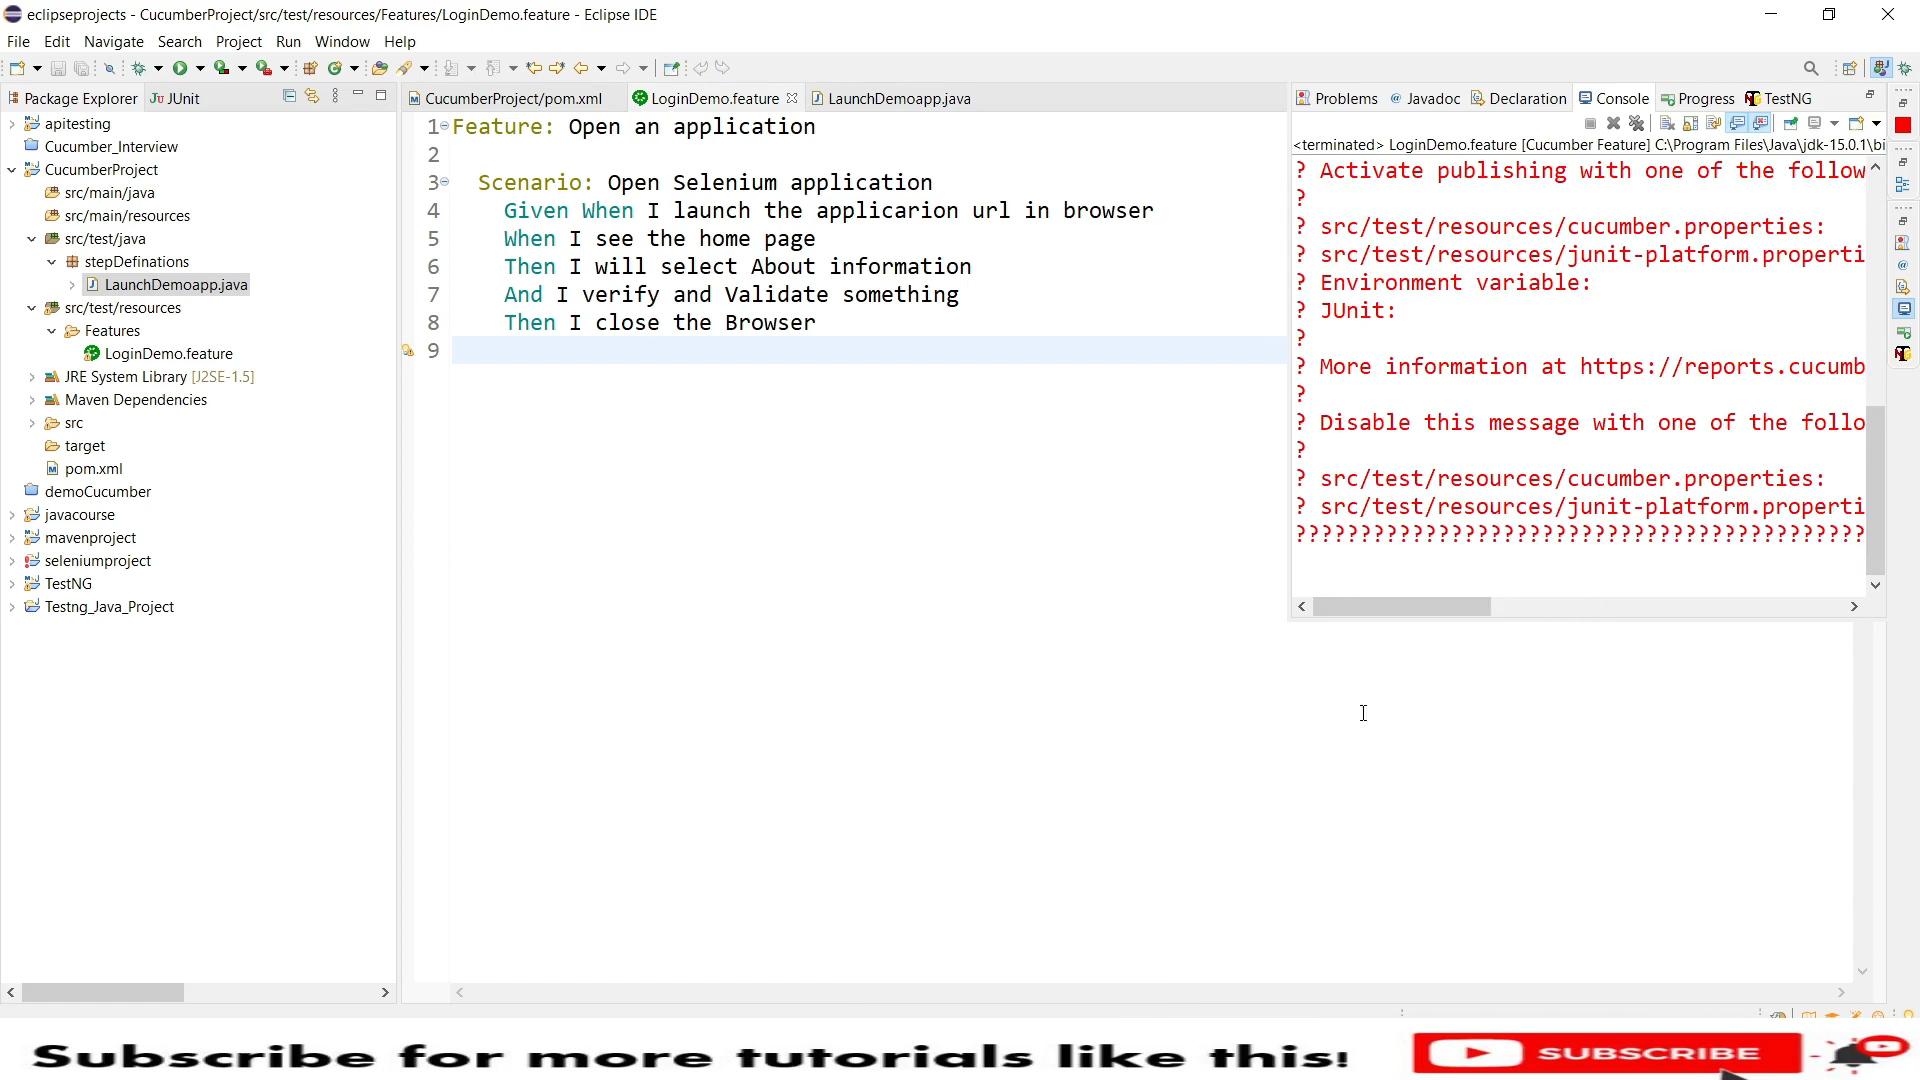 eclipseprojects - CucumberProject/src/test/resources/Features/LoginDemo.feature - Eclipse IDE
File Edit Navigate Search Project Run Window Help
Package Explorer JUnit
apitesting
Cucumber_Interview
CucumberProject
src/main/java
src/main/resources
src/test/java
stepDefinations
LaunchDemoapp.java
src/test/resources
Features
LoginDemo.feature
JRE System Library [J2SE-1.5]
Maven Dependencies
src
target
pom.xml
demoCucumber
javacourse
mavenproject
seleniumproject
TestNG
Testng_Java_Project
CucumberProject/pom.xml LoginDemo.feature LaunchDemoapp.java
1 Feature: Open an application
2
3 Scenario: Open Selenium application
4 Given When I launch the applicarion url in browser
5 When I see the home page
6 Then I will select About information
7 And I verify and Validate something
8 Then I close the Browser
9
Problems Javadoc Declaration Console Progress TestNG
<terminated> LoginDemo.feature [Cucumber Feature] C:\Program Files\Java\jdk-15.0.1\bi
? Activate publishing with one of the follow
?
? src/test/resources/cucumber.properties:
? src/test/resources/junit-platform.properti
? Environment variable:
? JUnit:
?
? More information at https://reports.cucumb
?
? Disable this message with one of the follo
?
? src/test/resources/cucumber.properties:
? src/test/resources/junit-platform.properti
????????????????????????????????????????????
Subscribe for more tutorials like this!
SUBSCRIBE